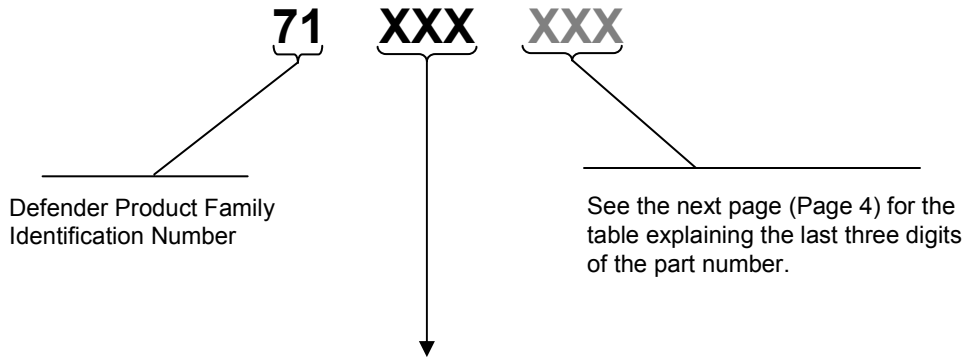 71 XXX XXX
Defender Product Family
Identification Number
See the next page (Page 4) for the
table explaining the last three digits
of the part number.